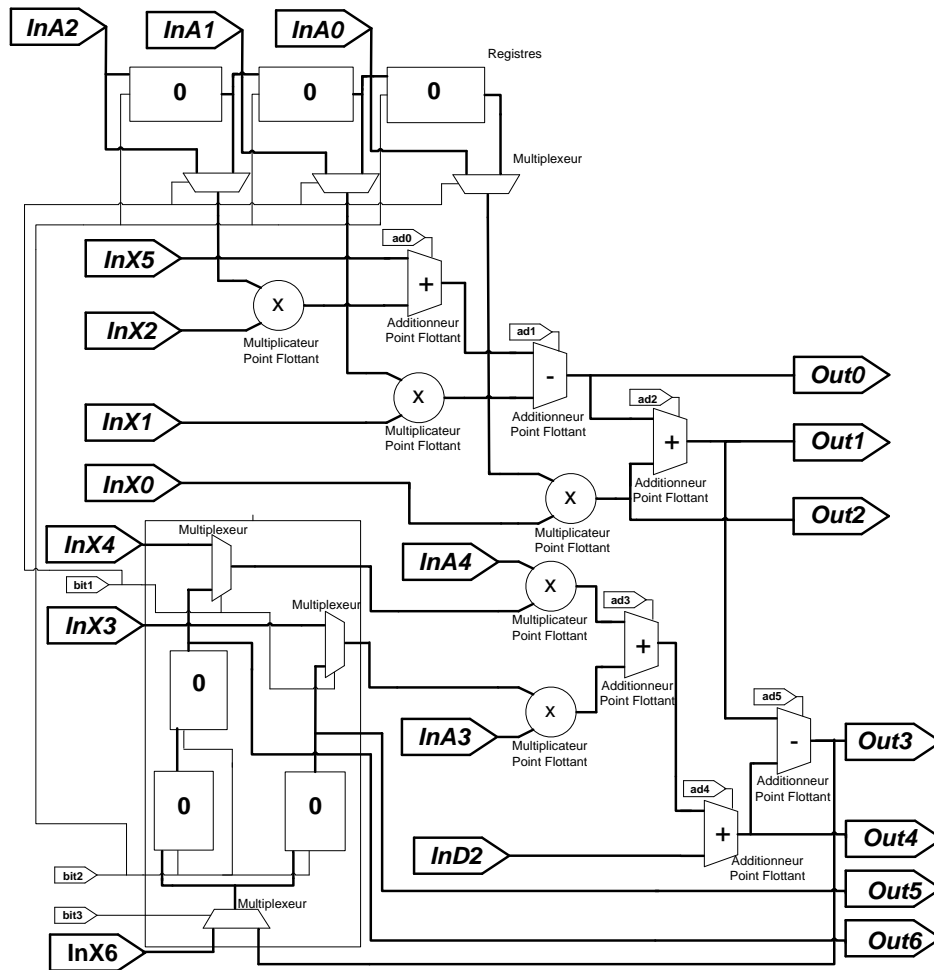 InA2
InA1
InA0
Registres
0
0
0
Multiplexeur
ad0
InX5
+
X
Additionneur
Point Flottant
ad1
InX2
Multiplicateur
Point Flottant
-
Out0
X
ad2
Additionneur
Point Flottant
InX1
Multiplicateur
Point Flottant
+
Out1
Additionneur
Point Flottant
InX0
X
Out2
Multiplicateur
Point Flottant
Multiplexeur
InX4
InA4
X
bit1
Multiplexeur
ad3
InX3
Multiplicateur
Point Flottant
+
0
Additionneur
Point Flottant
ad5
X
InA3
Multiplicateur
Point Flottant
-
Out3
0
0
ad4
Additionneur
Point Flottant
+
Out4
InD2
Additionneur
Point Flottant
bit2
Out5
Multiplexeur
bit3
Out6
InX6